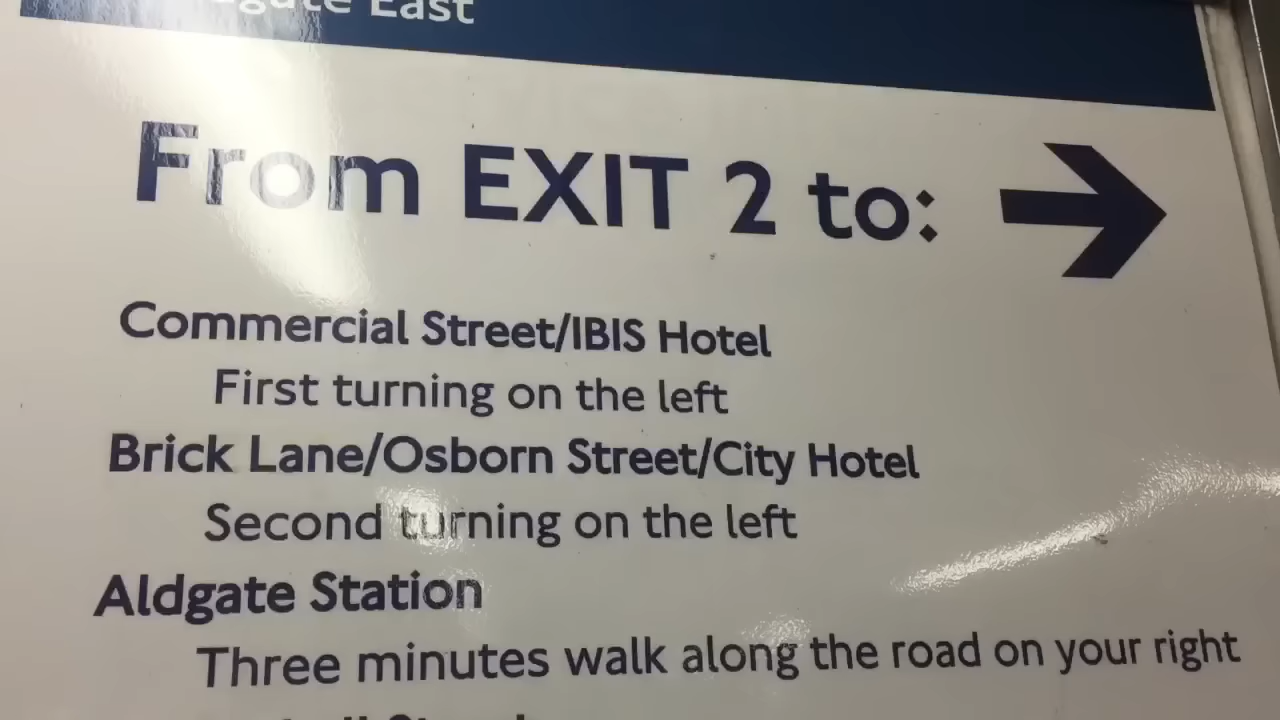 East
From EXIT 2 to:
Commercial Street/IBIS Hotel
First turning on the left
Brick Lane/Osborn Street/City Hotel
Second turning on the left
Aldgate Station
Three minutes walk along the road on your right